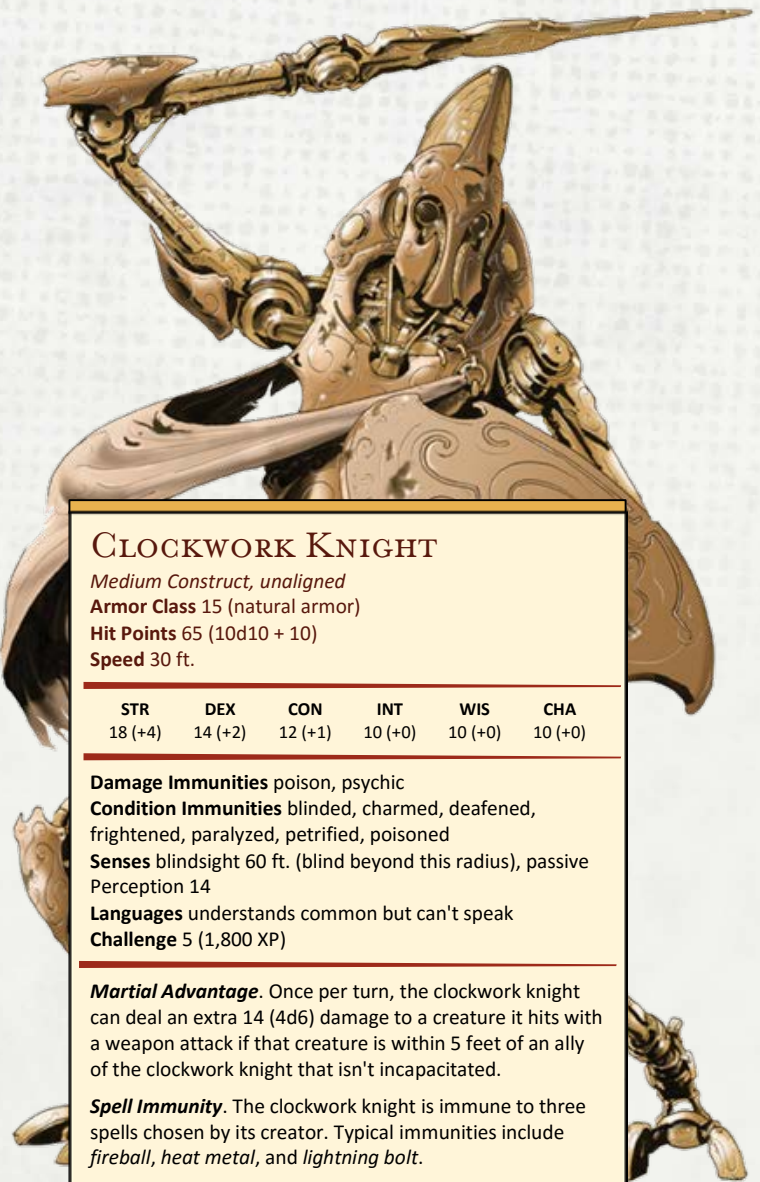 CLOCKWORK KNIGHT
Medium Construct, unaligned
Armor Class 15 (natural armor)
Hit Points 65 (10d10 + 10)
Speed 30 ft.
STR DEX CON INT WIS CHA
18 (+4) 14 (+2) 12 (+1) 10 (+0) 10 (+0) 10 (+0)
Damage Immunities poison, psychic
Condition Immunities blinded, charmed, deafened,
frightened, paralyzed, petrified, poisoned
Senses blindsight 60 ft. (blind beyond this radius), passive
Perception 14
Languages understands common but can't speak
Challenge 5 (1,800 XP)
Martial Advantage. Once per turn, the clockwork knight
can deal an extra 14 (4d6) damage to a creature it hits with
a weapon attack if that creature is within 5 feet of an ally
of the clockwork knight that isn't incapacitated.
Spell Immunity. The clockwork knight is immune to three
spells chosen by its creator. Typical immunities include
fireball, heat metal, and lightning bolt.